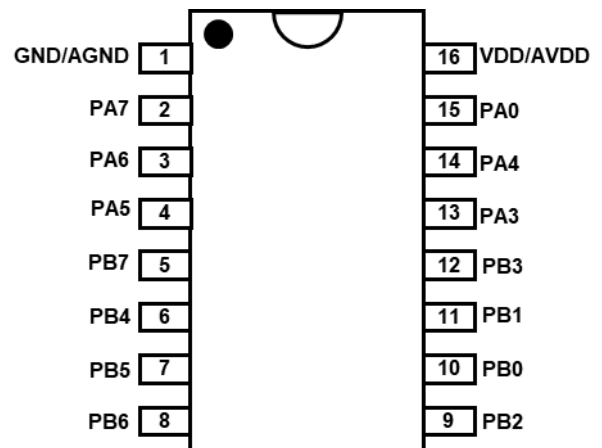 GND/AGND 1 16 VDD/AVDD
PA7 2 15 PA0
PA6 3 14 PA4
PA5 4 13 PA3
PB7 5 12 PB3
PB4 6 11 PB1
PB5 7 10 PB0
PB6 8 9 PB2